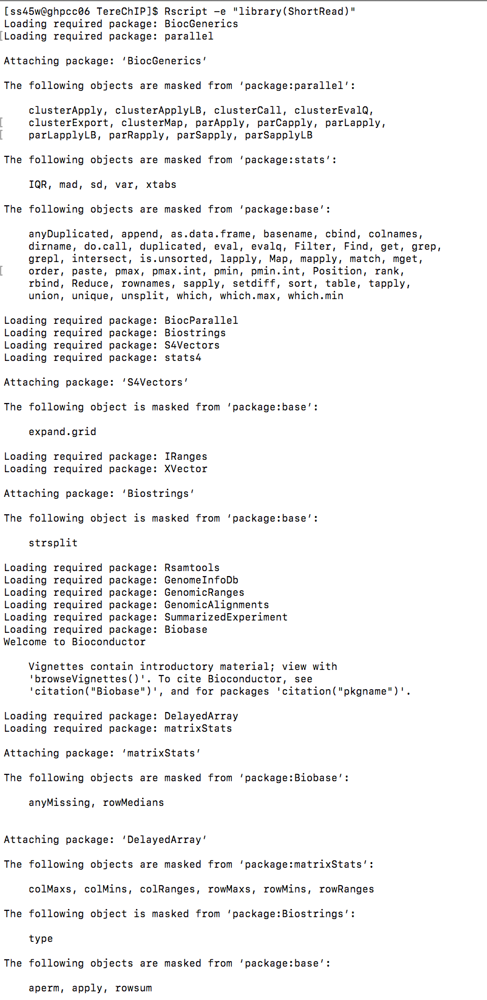 [ss45w@ghpcc06 TereChIP]$ Rscript -e "library(ShortRead)"
Loading required package: BiocGenerics
Loading required package: parallel
Attaching package: ‘BiocGenerics’
The following objects are masked from ‘package:parallel’:
clusterApply, clusterApplyLB, clusterCall, clusterEvalQ,
clusterExport, clusterMap, parApply, parCapply, parLapply,
parLapplyLB, parRapply, parSapply, parSapplyLB
The following objects are masked from ‘package:stats’:
IQR, mad, sd, var, xtabs
The following objects are masked from ‘package:base’:
anyDuplicated, append, as.data.frame, basename, cbind, colnames,
dirname, do.call, duplicated, eval, evalq, Filter, Find, get, grep,
grepl, intersect, is.unsorted, lapply, Map, mapply, match, mget,
order, paste, pmax, pmax.int, pmin, pmin.int, Position, rank,
rbind, Reduce, rownames, sapply, setdiff, sort, table, tapply,
union, unique, unsplit, which, which.max, which.min
Loading required package: BiocParallel
Loading required package: Biostrings
Loading required package: S4Vectors
Loading required package: stats4
Attaching package: ‘S4Vectors’
The following object is masked from ‘package:base’:
expand.grid
Loading required package: IRanges
Loading required package: XVector
Attaching package: ‘Biostrings’
The following object is masked from ‘package:base’:
strsplit
Loading required package: Rsamtools
Loading required package: GenomeInfoDb
Loading required package: GenomicRanges
Loading required package: GenomicAlignments
Loading required package: SummarizedExperiment
Loading required package: Biobase
Welcome to Bioconductor
Vignettes contain introductory material; view with
'browseVignettes()'. To cite Bioconductor, see
'citation("Biobase")', and for packages 'citation("pkgname")'.
Loading required package: DelayedArray
Loading required package: matrixStats
Attaching package: ‘matrixStats’
The following objects are masked from ‘package:Biobase’:
anyMissing, rowMedians
Attaching package: ‘DelayedArray’
The following objects are masked from ‘package:matrixStats’:
colMaxs, colMins, colRanges, rowMaxs, rowMins, rowRanges
The following object is masked from ‘package:Biostrings’:
type
The following objects are masked from ‘package:base’:
aperm, apply, rowsum